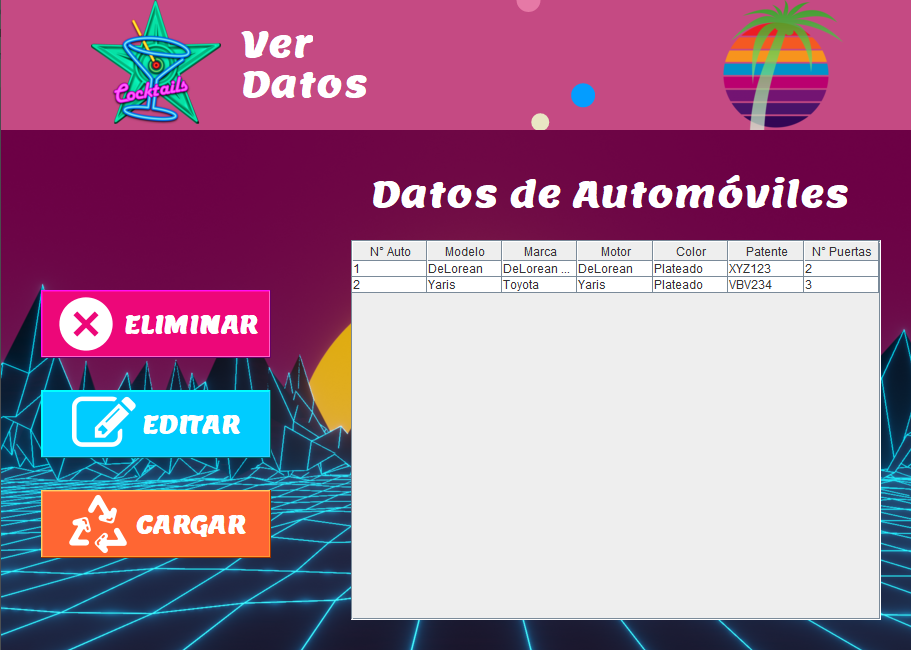 Cocktails
Ver
Datos
Datos de Automóviles
N° Auto Modelo Marca Motor Color Patente N° Puertas
1 DeLorean DeLorean ... DeLorean Plateado XYZ123 2
2 Yaris Toyota Yaris Plateado VBV234 3
ELIMINAR
EDITAR
CARGAR